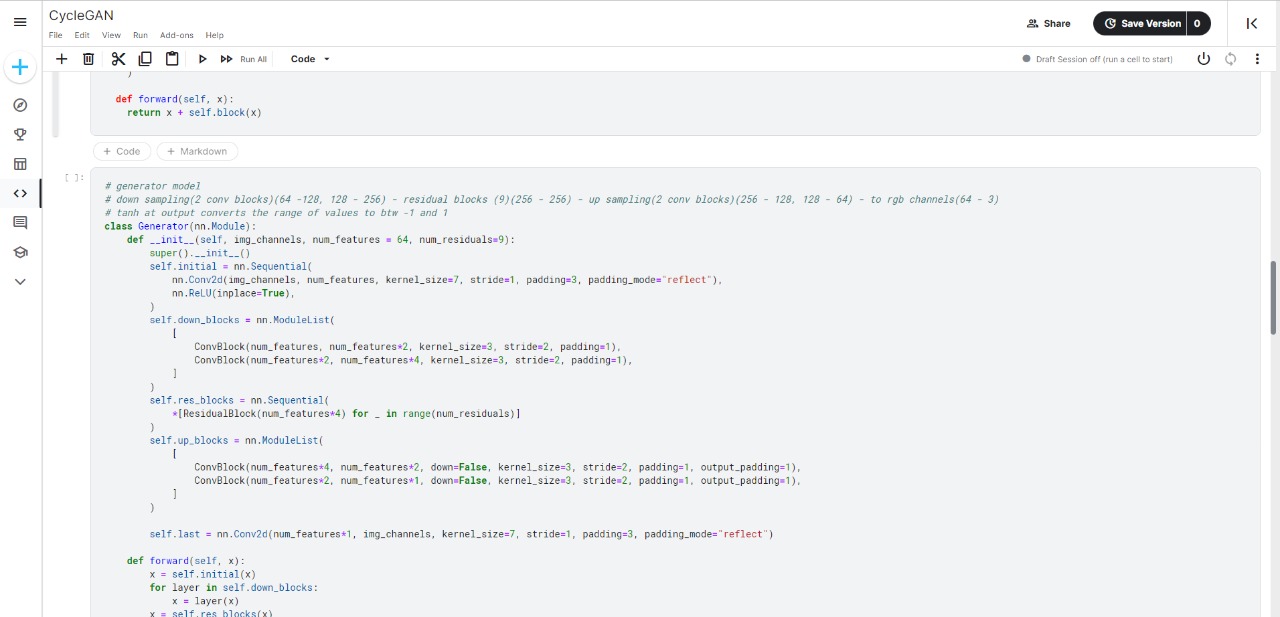 CycleGAN
File Edit View Run Add-ons Help
Share
Save Version 0
Run All
Code
Draft Session off (run a cell to start)
)
def forward(self, x):
return x + self.block(x)
+ Code + Markdown
[ ]:
# generator model
# down sampling(2 conv blocks)(64 -128, 128 - 256) - residual blocks (9)(256 - 256) - up sampling(2 conv blocks)(256 - 128, 128 - 64) - to rgb channels(64 - 3)
# tanh at output converts the range of values to btw -1 and 1
class Generator(nn.Module):
def __init__(self, img_channels, num_features = 64, num_residuals=9):
super().__init__()
self.initial = nn.Sequential(
nn.Conv2d(img_channels, num_features, kernel_size=7, stride=1, padding=3, padding_mode="reflect"),
nn.ReLU(inplace=True),
)
self.down_blocks = nn.ModuleList(
[
ConvBlock(num_features, num_features*2, kernel_size=3, stride=2, padding=1),
ConvBlock(num_features*2, num_features*4, kernel_size=3, stride=2, padding=1),
]
)
self.res_blocks = nn.Sequential(
*[ResidualBlock(num_features*4) for _ in range(num_residuals)]
)
self.up_blocks = nn.ModuleList(
[
ConvBlock(num_features*4, num_features*2, down=False, kernel_size=3, stride=2, padding=1, output_padding=1),
ConvBlock(num_features*2, num_features*1, down=False, kernel_size=3, stride=2, padding=1, output_padding=1),
]
)
self.last = nn.Conv2d(num_features*1, img_channels, kernel_size=7, stride=1, padding=3, padding_mode="reflect")
def forward(self, x):
x = self.initial(x)
for layer in self.down_blocks:
x = layer(x)
x = self.res_blocks(x)